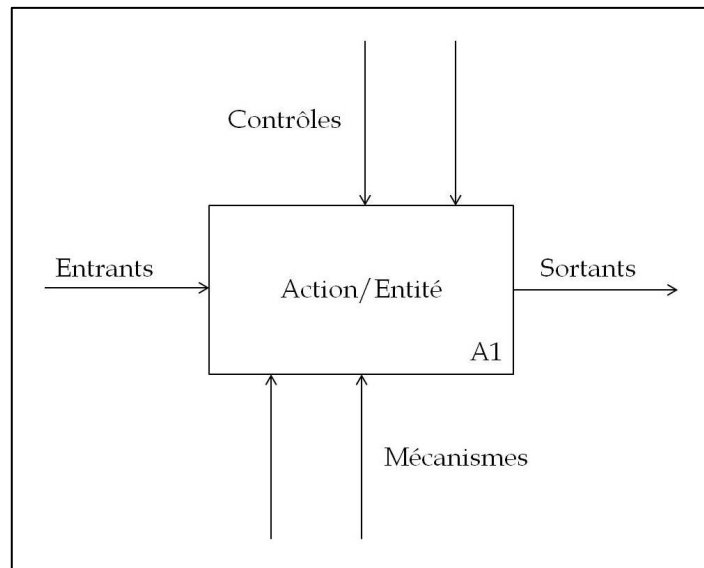 Contrôles
Entrants
Action/Entité
Sortants
A1
Mécanismes